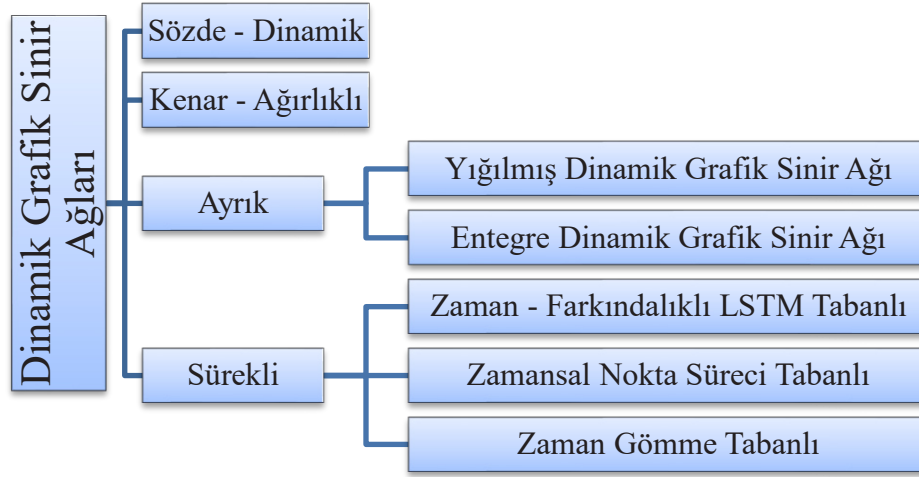 Dinamik Grafik Sinir
Ağları
Sözde - Dinamik
Kenar - Ağırlıklı
Ayrık
Yığılmış Dinamik Grafik Sinir Ağı
Entegre Dinamik Grafik Sinir Ağı
Sürekli
Zaman - Farkındalıklı LSTM Tabanlı
Zamansal Nokta Süreci Tabanlı
Zaman Gömme Tabanlı